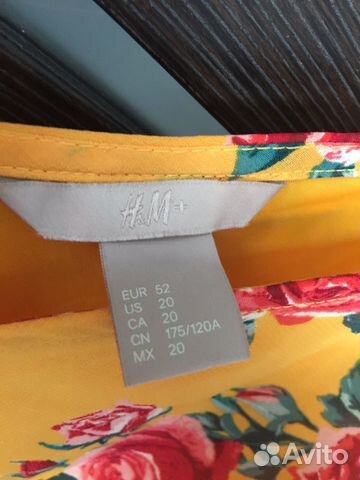 H&M+
EUR 52
US 20
CA 20
CN 175/120A
MX 20
Avito